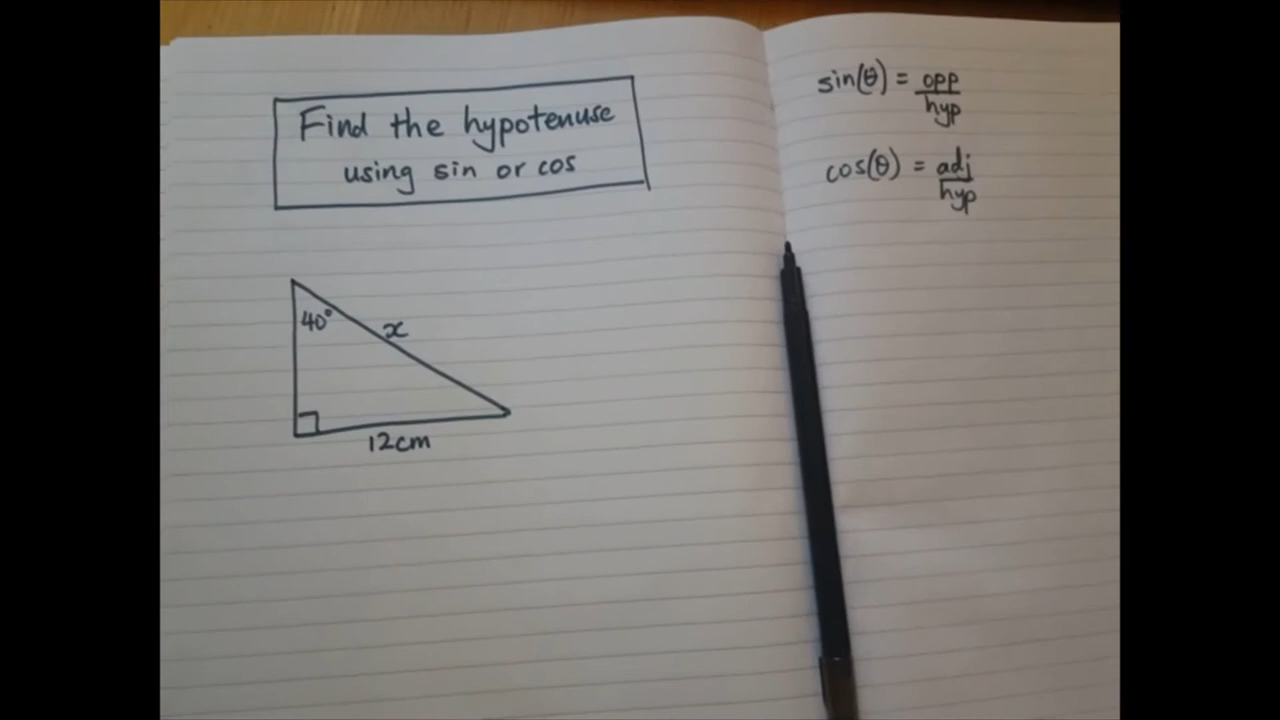 Find the hypotenuse
using sin or cos
sin(θ) = opp/hyp
cos(θ) = adj/hyp
40°
x
12cm